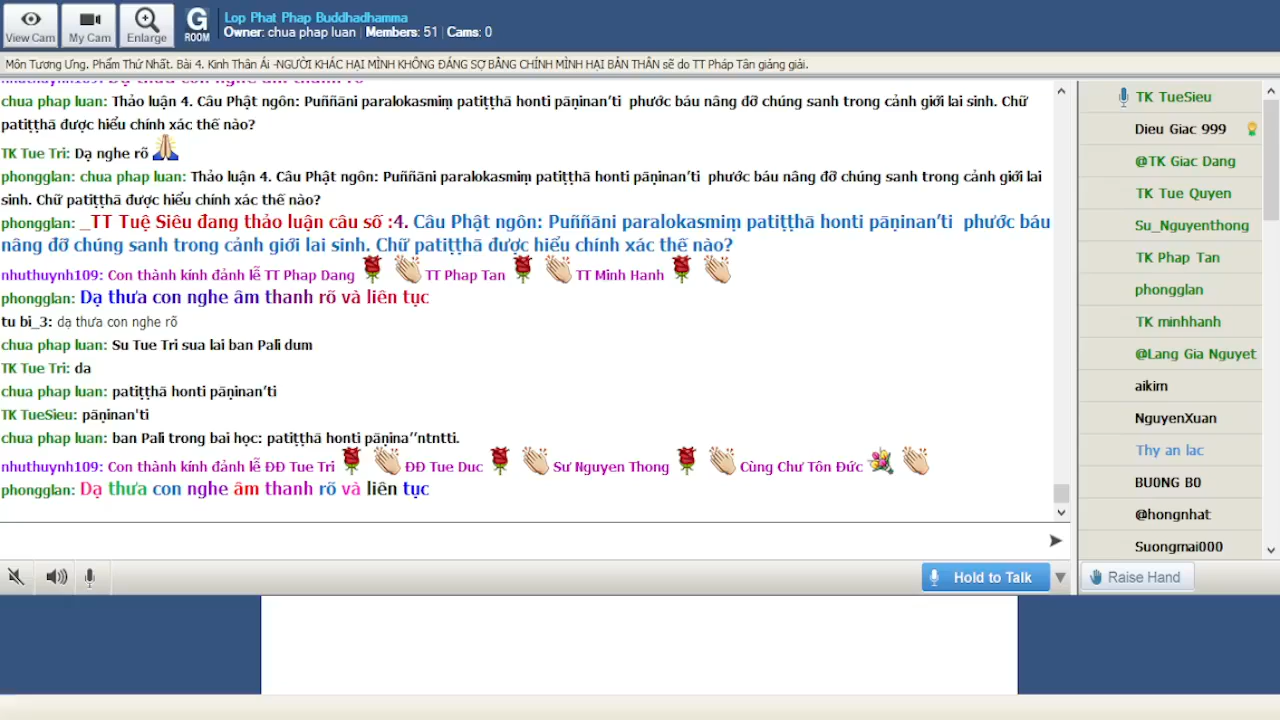 View Cam
My Cam
Enlarge
G
ROOM
Lop Phat Phap Buddhadhamma
Owner: chua phap luan | Members: 51 | Cams: 0
Môn Tương Ưng. Phẩm Thứ Nhất. Bài 4. Kinh Thân Ái -NGƯỜI KHÁC HẠI MÌNH KHÔNG ĐÁNG SỢ BẰNG CHÍNH MÌNH HẠI BẢN THÂN sẽ do TT Pháp Tân giảng giải.
chua phap luan: Thảo luận 4. Câu Phật ngôn: Puññāni paralokasmiṃ patiṭṭhā honti pāṇinan’ti  phước báu nâng đỡ chúng sanh trong cảnh giới lai sinh. Chữ
patiṭṭhā được hiểu chính xác thế nào?
TK Tue Tri: Dạ nghe rõ 🙏
phongglan: chua phap luan: Thảo luận 4. Câu Phật ngôn: Puññāni paralokasmiṃ patiṭṭhā honti pāṇinan’ti  phước báu nâng đỡ chúng sanh trong cảnh giới lai
sinh. Chữ patiṭṭhā được hiểu chính xác thế nào?
phongglan: _TT Tuệ Siêu đang thảo luận câu số :4. Câu Phật ngôn: Puññāni paralokasmiṃ patiṭṭhā honti pāṇinan’ti  phước báu
nâng đỡ chúng sanh trong cảnh giới lai sinh. Chữ patiṭṭhā được hiểu chính xác thế nào?
nhuthuynh109: Con thành kính đảnh lễ TT Phap Dang 🌹 👏 TT Phap Tan 🌹 👏 TT Minh Hanh 🌹 👏
phongglan: Dạ thưa con nghe âm thanh rõ và liên tục
tu bi_3: dạ thưa con nghe rõ
chua phap luan: Su Tue Tri sua lai ban Pali dum
TK Tue Tri: da
chua phap luan: patiṭṭhā honti pāṇinan’ti
TK TueSieu: pāṇinan'ti
chua phap luan: ban Pali trong bai học: patiṭṭhā honti pāṇina’’ntntti.
nhuthuynh109: Con thành kính đảnh lễ ĐĐ Tue Tri 🌹 👏 ĐĐ Tue Duc 🌹 👏 Sư Nguyen Thong 🌹 👏 Cùng Chư Tôn Đức 💐 👏
phongglan: Dạ thưa con nghe âm thanh rõ và liên tục
Hold to Talk
TK TueSieu
Dieu Giac 999
@TK Giac Dang
TK Tue Quyen
Su_Nguyenthong
TK Phap Tan
phongglan
TK minhhanh
@Lang Gia Nguyet
aikim
NguyenXuan
Thy an lac
BU0NG B0
@hongnhat
Suongmai000
Raise Hand